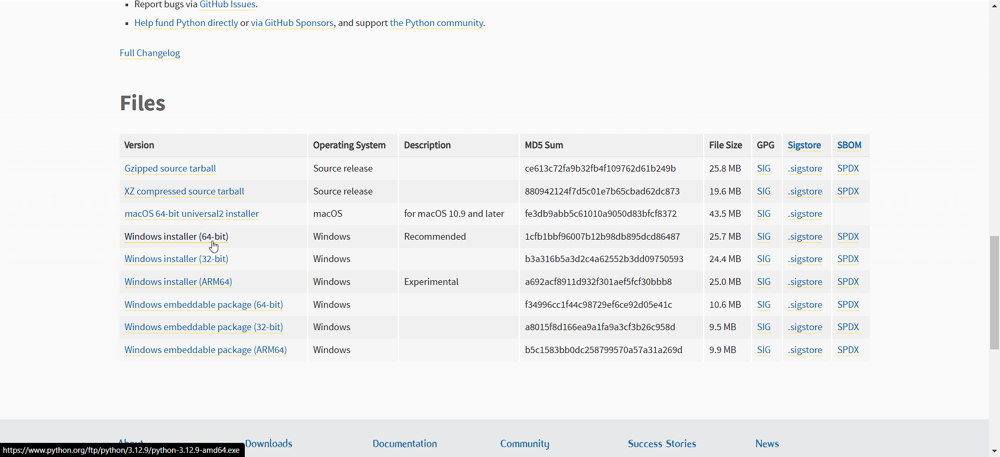 Report bugs via GitHub Issues.
Help fund Python directly or via GitHub Sponsors, and support the Python community.
Full Changelog
Files
Version Operating System Description MD5 Sum File Size GPG Sigstore SBOM
Gzipped source tarball Source release ce613c72fa9b32fb4f109762d61b249b 25.8 MB SIG .sigstore SPDX
XZ compressed source tarball Source release 880942124f7d5c01e7b65cbad62dc873 19.6 MB SIG .sigstore SPDX
macOS 64-bit universal2 installer macOS for macOS 10.9 and later fe3db9abb5c61010a9050d83bfcf8372 43.5 MB SIG .sigstore
Windows installer (64-bit) Windows Recommended 1cfb1bbf96007b12b98db895dcd86487 25.7 MB SIG .sigstore SPDX
Windows installer (32-bit) Windows b3a316b5a3d2c4a62552b3dd09750593 24.4 MB SIG .sigstore SPDX
Windows installer (ARM64) Windows Experimental a692acf8911d932f301aef5fcf30bbb8 25.0 MB SIG .sigstore SPDX
Windows embeddable package (64-bit) Windows f34996cc1f44c98729ef6ce92d05e41c 10.6 MB SIG .sigstore SPDX
Windows embeddable package (32-bit) Windows a8015f8d166ea9a1fa9a3cf3b26c958d 9.5 MB SIG .sigstore SPDX
Windows embeddable package (ARM64) Windows b5c1583bb0dc258799570a57a31a269d 9.9 MB SIG .sigstore SPDX
About Downloads Documentation Community Success Stories News
https://www.python.org/ftp/python/3.12.9/python-3.12.9-amd64.exe